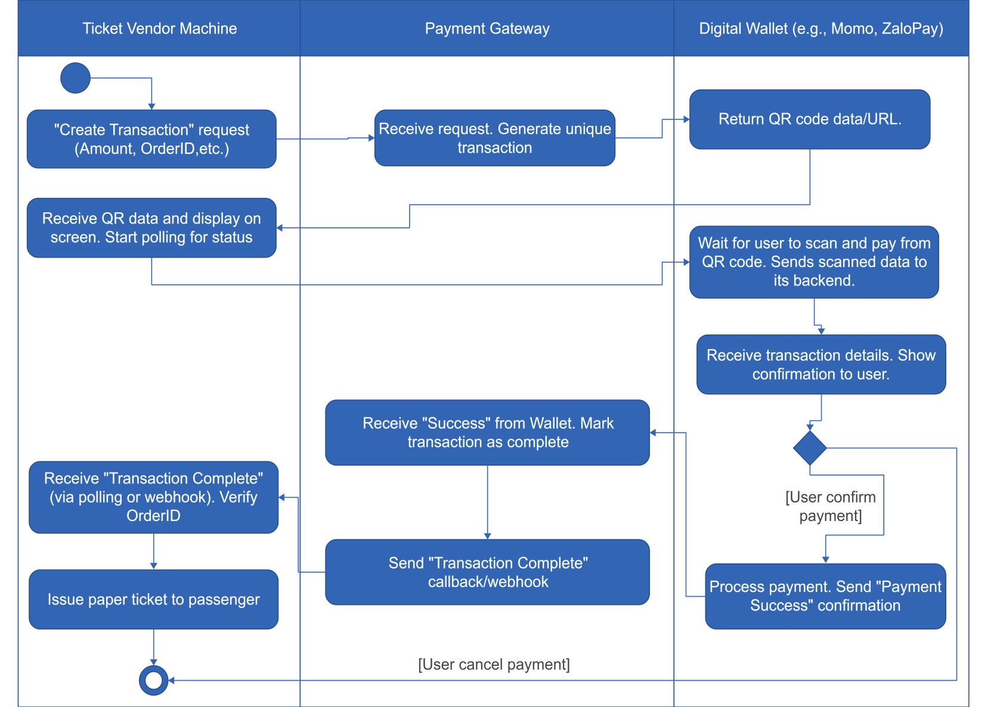 Ticket Vendor Machine
Payment Gateway
Digital Wallet (e.g., Momo, ZaloPay)
"Create Transaction" request
(Amount, OrderID,etc.)
Receive request. Generate unique
transaction
Return QR code data/URL.
Receive QR data and display on
screen. Start polling for status
Wait for user to scan and pay from
QR code. Sends scanned data to
its backend.
Receive transaction details. Show
confirmation to user.
Receive "Success" from Wallet. Mark
transaction as complete
Receive "Transaction Complete"
(via polling or webhook). Verify
OrderID
[User confirm
payment]
Send "Transaction Complete"
callback/webhook
Process payment. Send "Payment
Success" confirmation
Issue paper ticket to passenger
[User cancel payment]